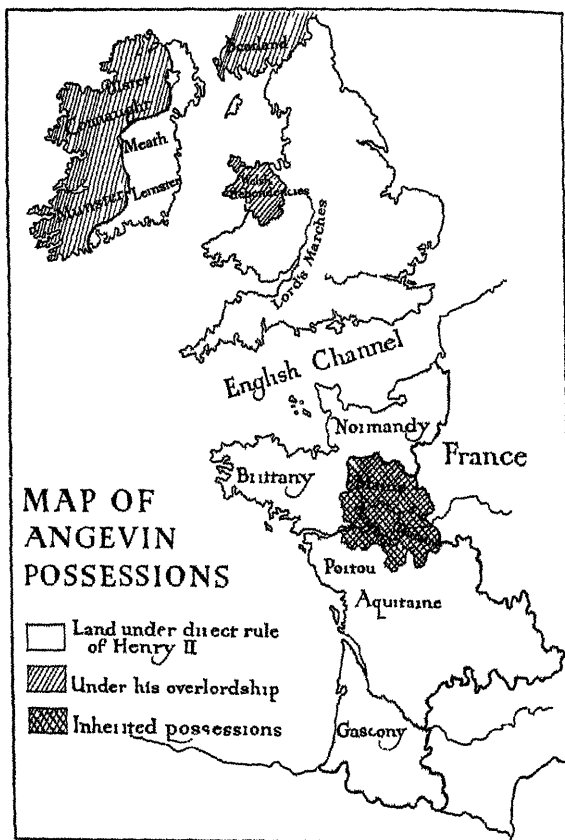 Scotland
Ulster
Connaught
Meath
Munster
Leinster
Welsh
Dependencies
Lord's Marches
English Channel
Normandy
Brittany
France
Maine
Poitou
Aquitaine
Gascony
MAP OF
ANGEVIN
POSSESSIONS
Land under direct rule
of Henry II
Under his overlordship
Inherited possessions